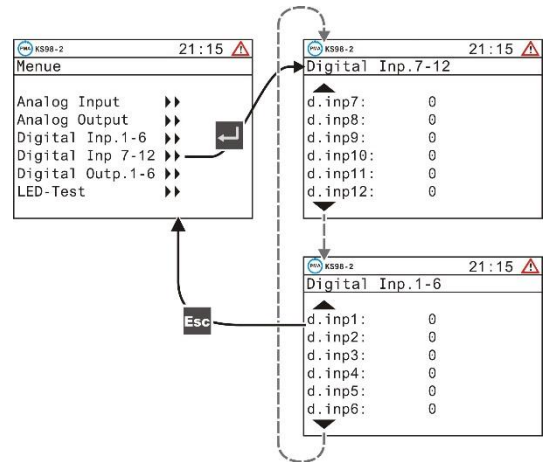 PMA KS98-2 21:15
Menue
Analog Input
Analog Output
Digital Inp.1-6
Digital Inp 7-12
Digital Outp.1-6
LED-Test
PMA KS98-2 21:15
Digital Inp.7-12
d.inp7: 0
d.inp8: 0
d.inp9: 0
d.inp10: 0
d.inp11: 0
d.inp12: 0
Esc
PMA KS98-2 21:15
Digital Inp.1-6
d.inp1: 0
d.inp2: 0
d.inp3: 0
d.inp4: 0
d.inp5: 0
d.inp6: 0